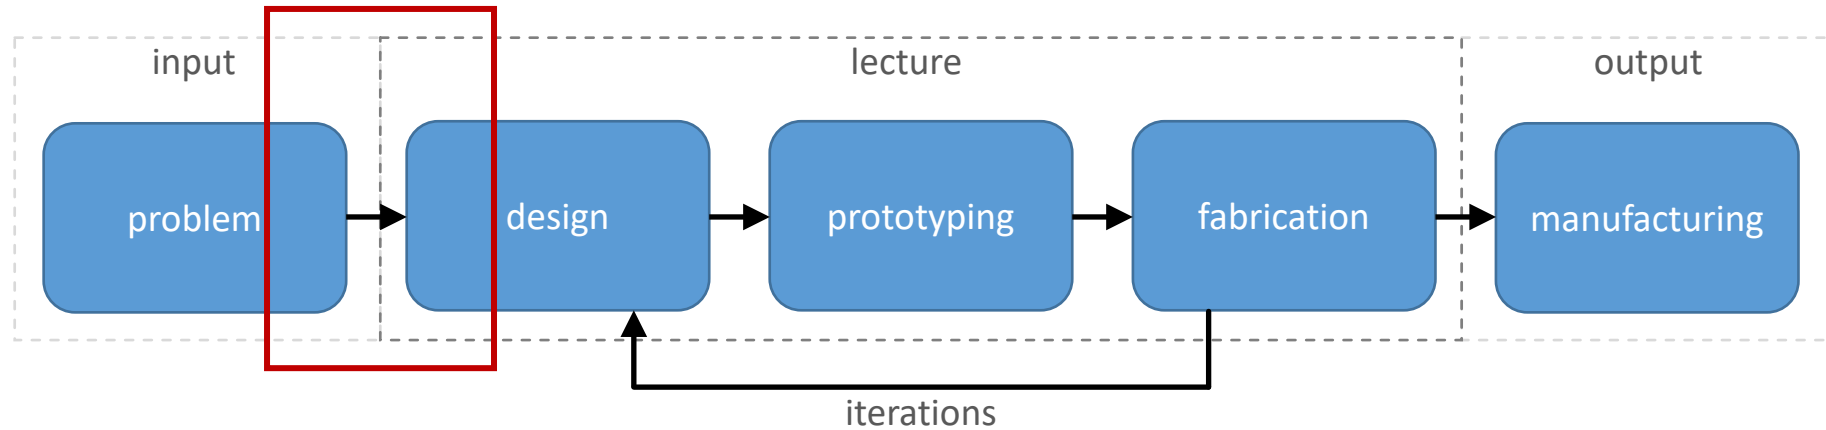 input
lecture
output
problem
design
prototyping
fabrication
manufacturing
iterations